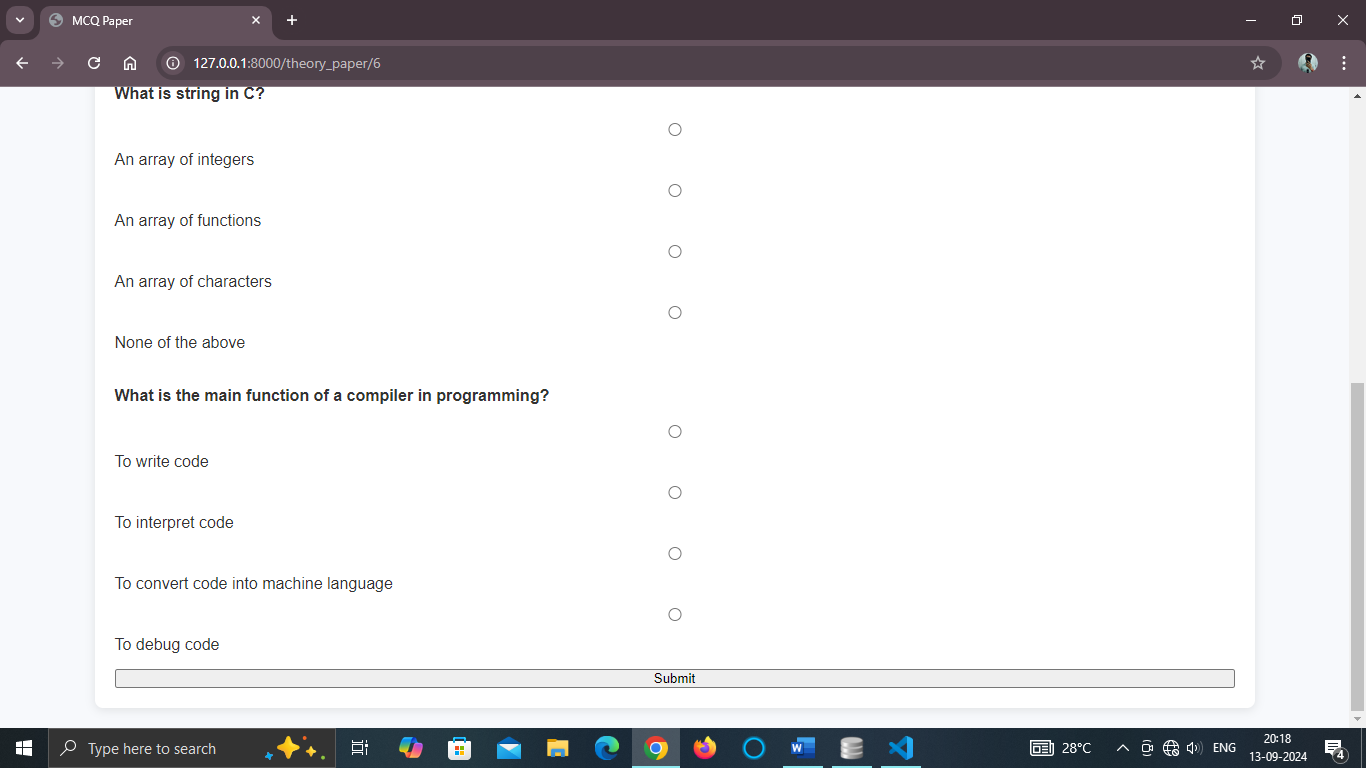 MCQ Paper
127.0.0.1:8000/theory_paper/6
What is string in C?
An array of integers
An array of functions
An array of characters
None of the above
What is the main function of a compiler in programming?
To write code
To interpret code
To convert code into machine language
To debug code
Submit
Type here to search
28°C
ENG
20:18
13-09-2024
4